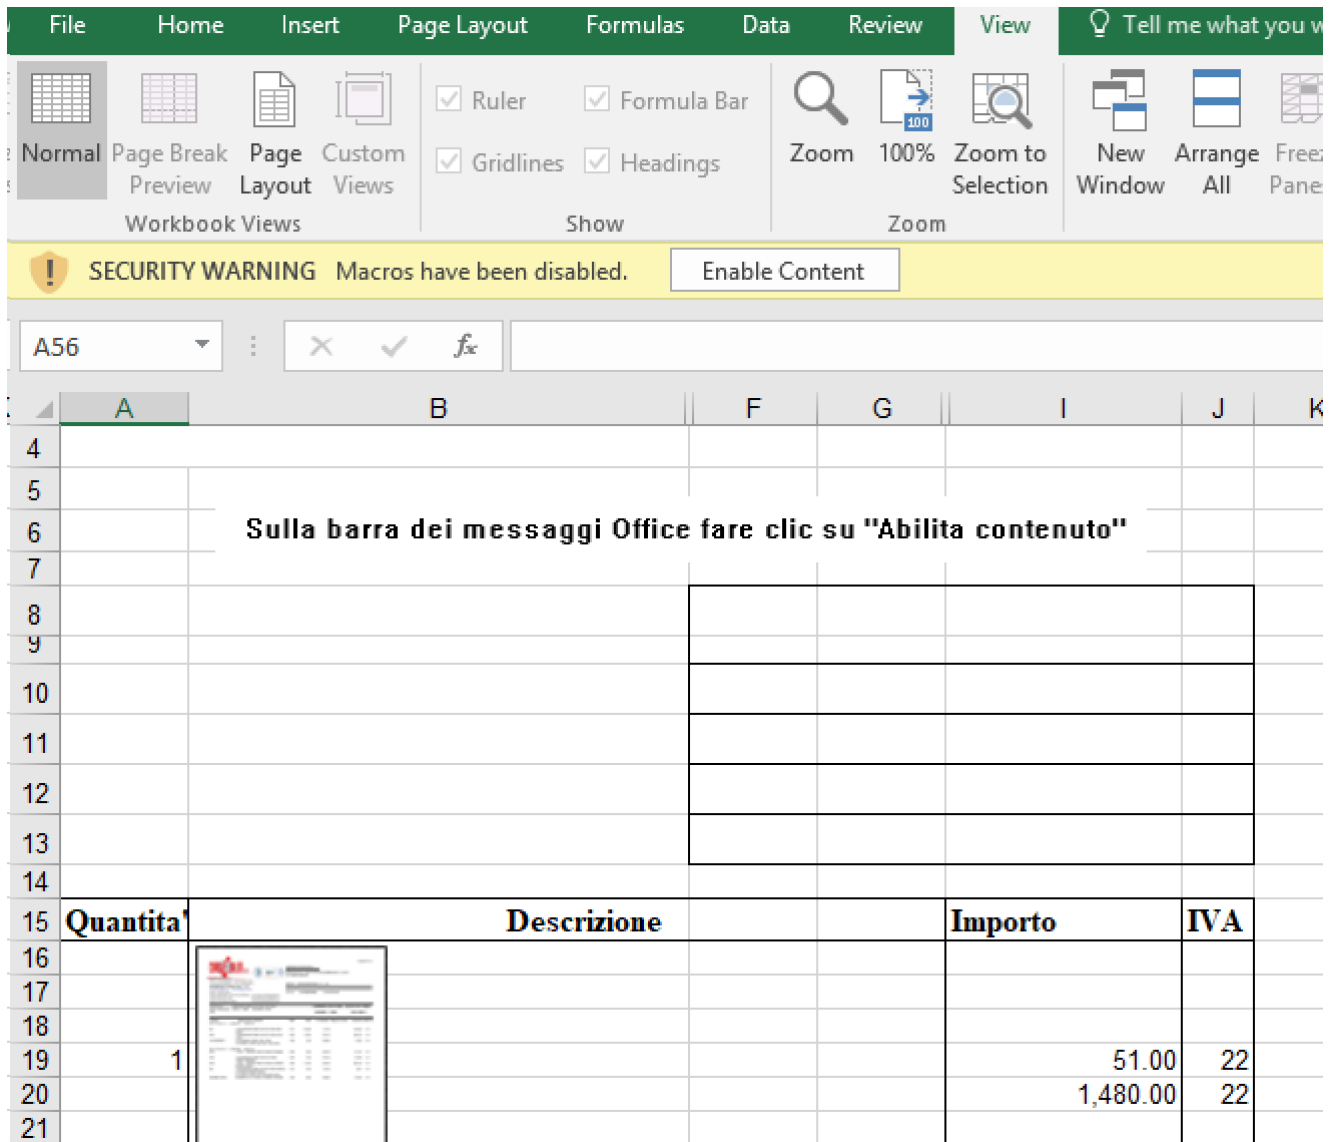 File Home Insert Page Layout Formulas Data Review View Tell me what you
Normal Page Break Preview Page Layout Custom Views
Workbook Views
Ruler Formula Bar
Gridlines Headings
Show
Zoom 100% Zoom to Selection
Zoom
New Window Arrange All
SECURITY WARNING Macros have been disabled. Enable Content
A56 fx
A B F G I J K
4
5
6 Sulla barra dei messaggi Office fare clic su "Abilita contenuto"
7
8
9
10
11
12
13
14
15 Quantita' Descrizione Importo IVA
16
17
18
19 1 51.00 22
20 1,480.00 22
21